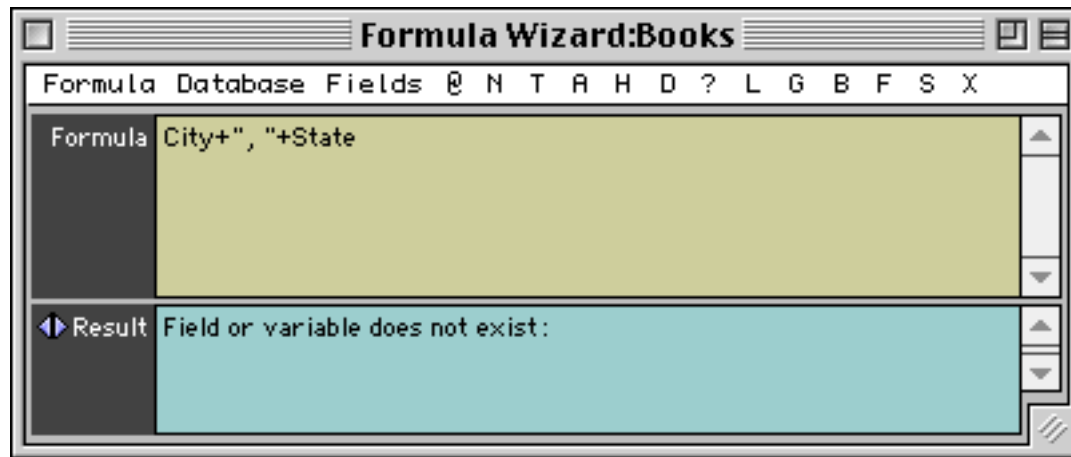 Formula Wizard:Books
Formula Database Fields @ N T A H D ? L G B F S X
Formula City+", "+State
Result Field or variable does not exist: